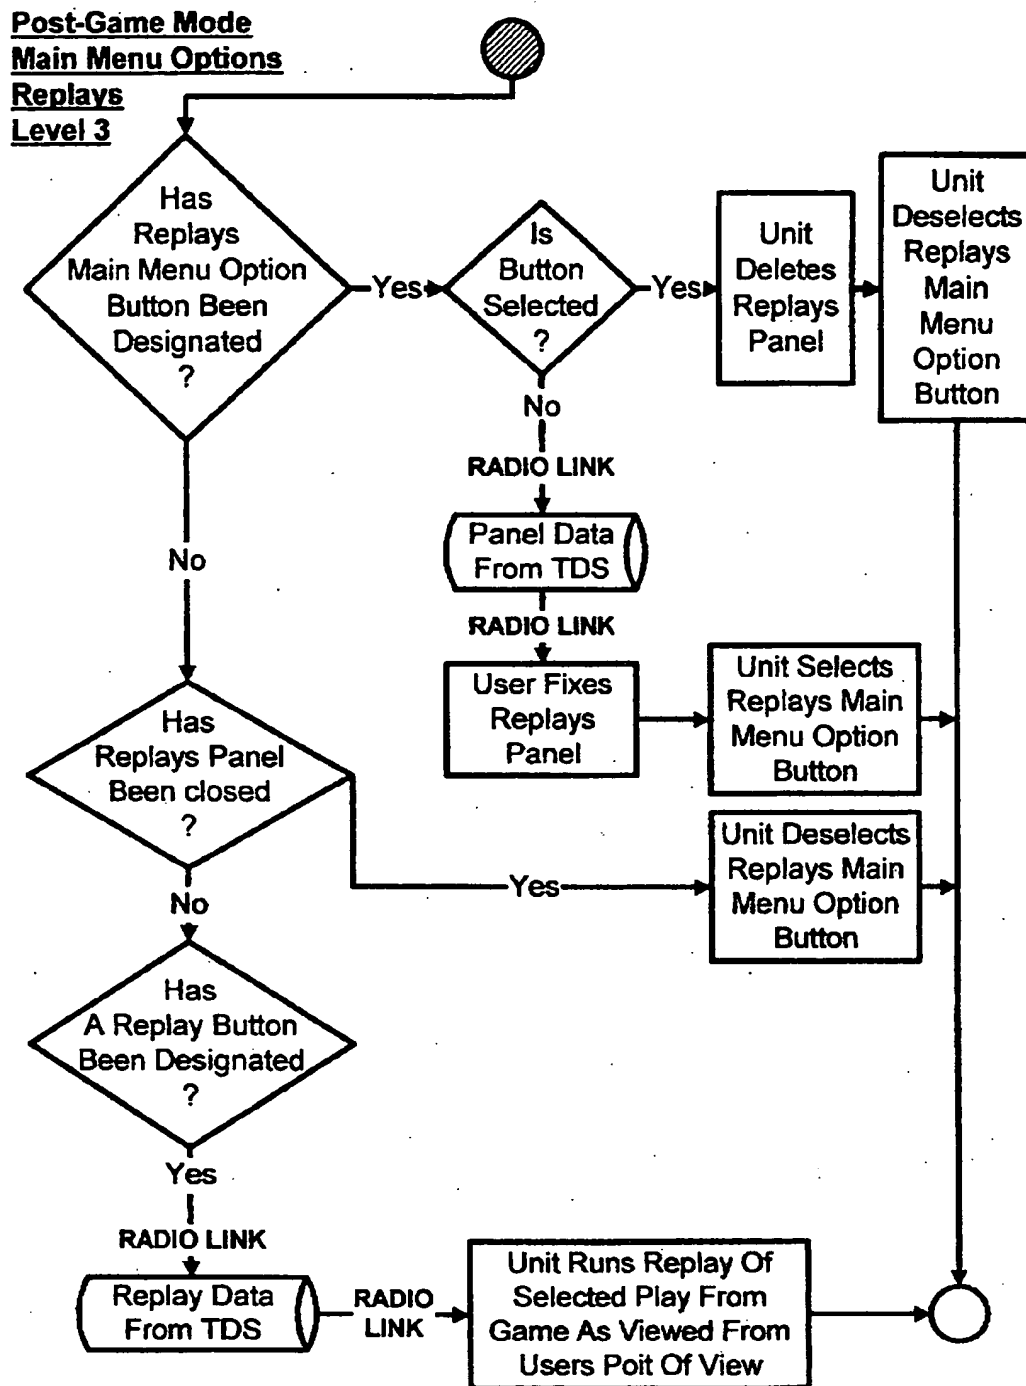 Post-Game Mode
Main Menu Options
Replays
Level 3
Has
Replays
Main Menu Option
Button Been
Designated
?
Yes
Is
Button
Selected
?
Yes
Unit
Deletes
Replays
Panel
Unit
Deselects
Replays
Main
Menu
Option
Button
No
RADIO LINK
Panel Data
From TDS
RADIO LINK
User Fixes
Replays
Panel
Unit Selects
Replays Main
Menu Option
Button
No
Has
Replays Panel
Been closed
?
Yes
Unit Deselects
Replays Main
Menu Option
Button
No
Has
A Replay Button
Been Designated
?
Yes
RADIO LINK
Replay Data
From TDS
RADIO
LINK
Unit Runs Replay Of
Selected Play From
Game As Viewed From
Users Poit Of View